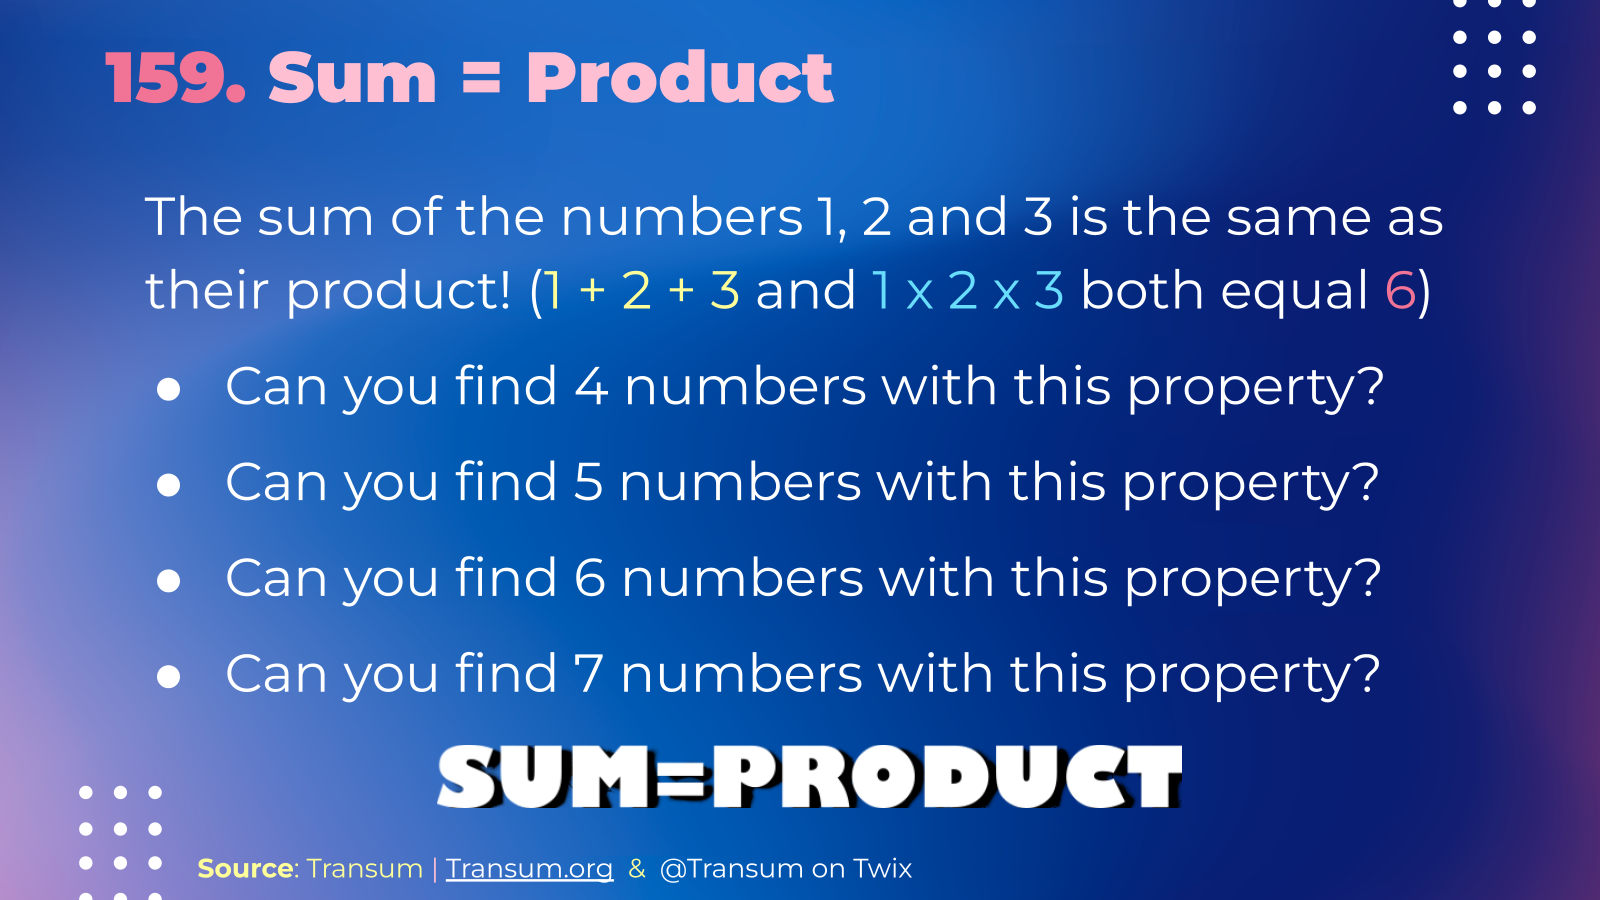 159. Sum = Product
The sum of the numbers 1, 2 and 3 is the same as
their product! (1 + 2 + 3 and 1 x 2 x 3 both equal 6)
● Can you find 4 numbers with this property?
● Can you find 5 numbers with this property?
● Can you find 6 numbers with this property?
● Can you find 7 numbers with this property?
SUM=PRODUCT
Source: Transum | Transum.org & @Transum on Twix